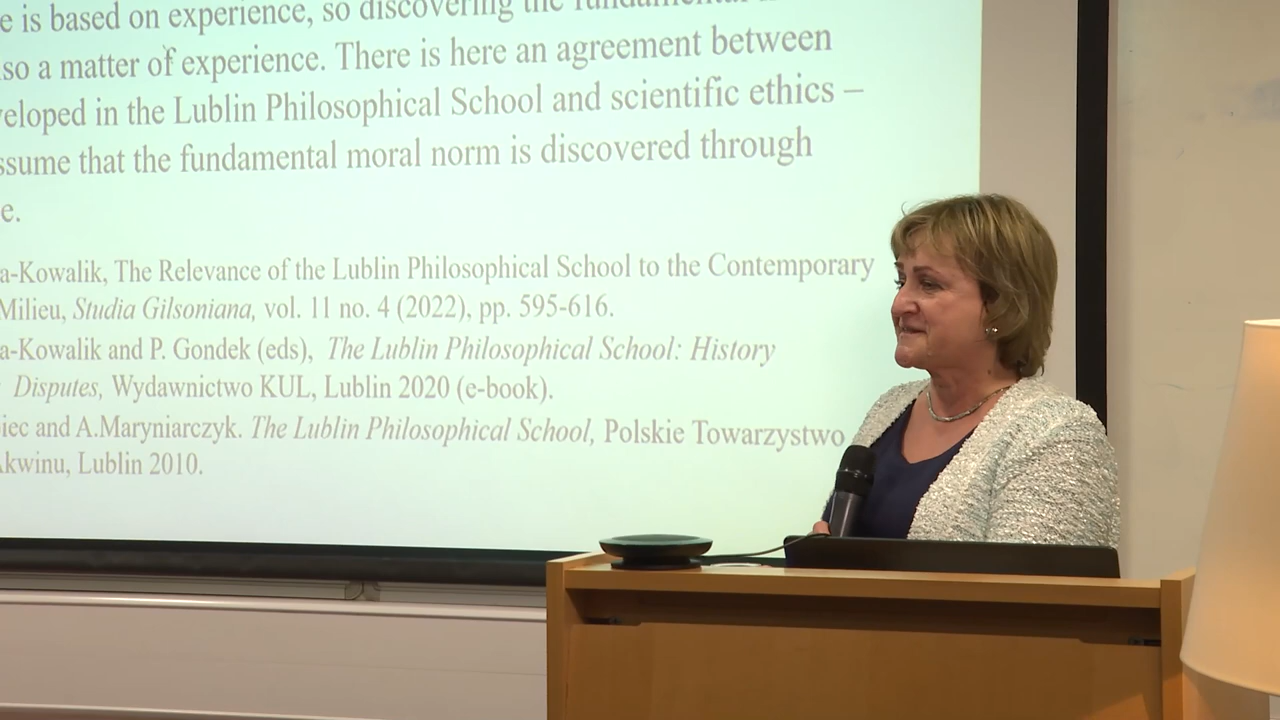 e is based on experience, so discovering the fundamental
so a matter of experience. There is here an agreement between
veloped in the Lublin Philosophical School and scientific ethics –
ssume that the fundamental moral norm is discovered through
e.
a-Kowalik, The Relevance of the Lublin Philosophical School to the Contemporary
Milieu, Studia Gilsoniana, vol. 11 no. 4 (2022), pp. 595-616.
a-Kowalik and P. Gondek (eds), The Lublin Philosophical School: History
Disputes, Wydawnictwo KUL, Lublin 2020 (e-book).
iec and A.Maryniarczyk. The Lublin Philosophical School, Polskie Towarzystwo
Akwinu, Lublin 2010.